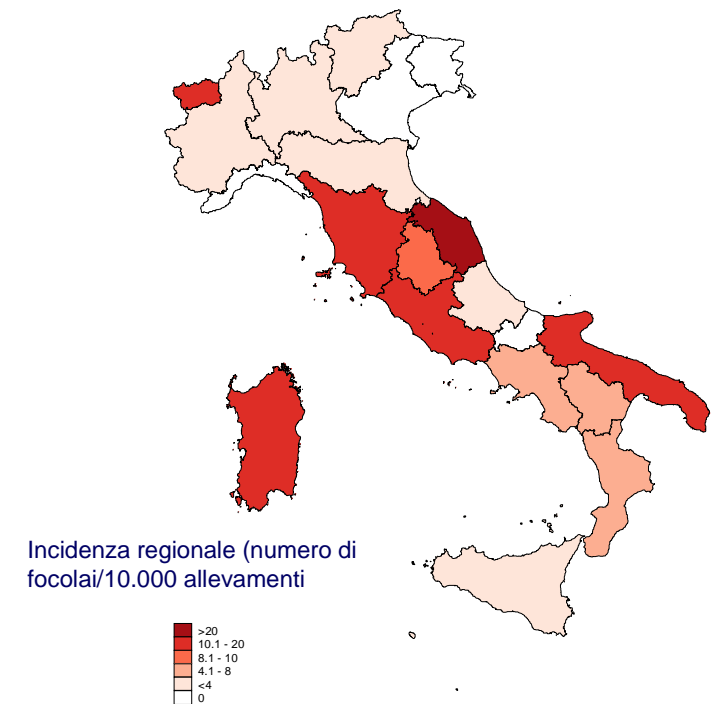 Incidenza regionale (numero di
focolai/10.000 allevamenti
>20
10.1 - 20
8.1 - 10
4.1 - 8
<4
0